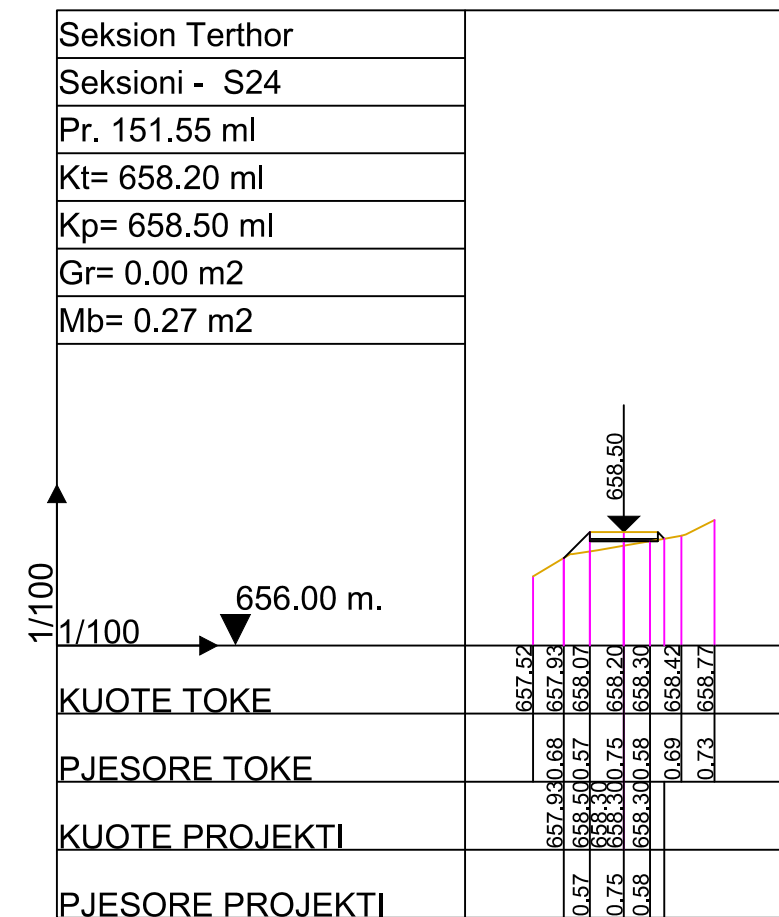 Seksion Terthor
Seksioni - S24
Pr. 151.55 ml
Kt= 658.20 ml
Kp= 658.50 ml
Gr= 0.00 m2
Mb= 0.27 m2
658.50
1/100
1/100
656.00 m.
KUOTE TOKE
657.52
657.93
658.07
658.20
658.30
658.42
658.77
PJESORE TOKE
0.68
0.57
0.75
0.58
0.69
0.73
KUOTE PROJEKTI
657.93
658.50
658.30
658.30
658.30
PJESORE PROJEKTI
0.57
0.75
0.58